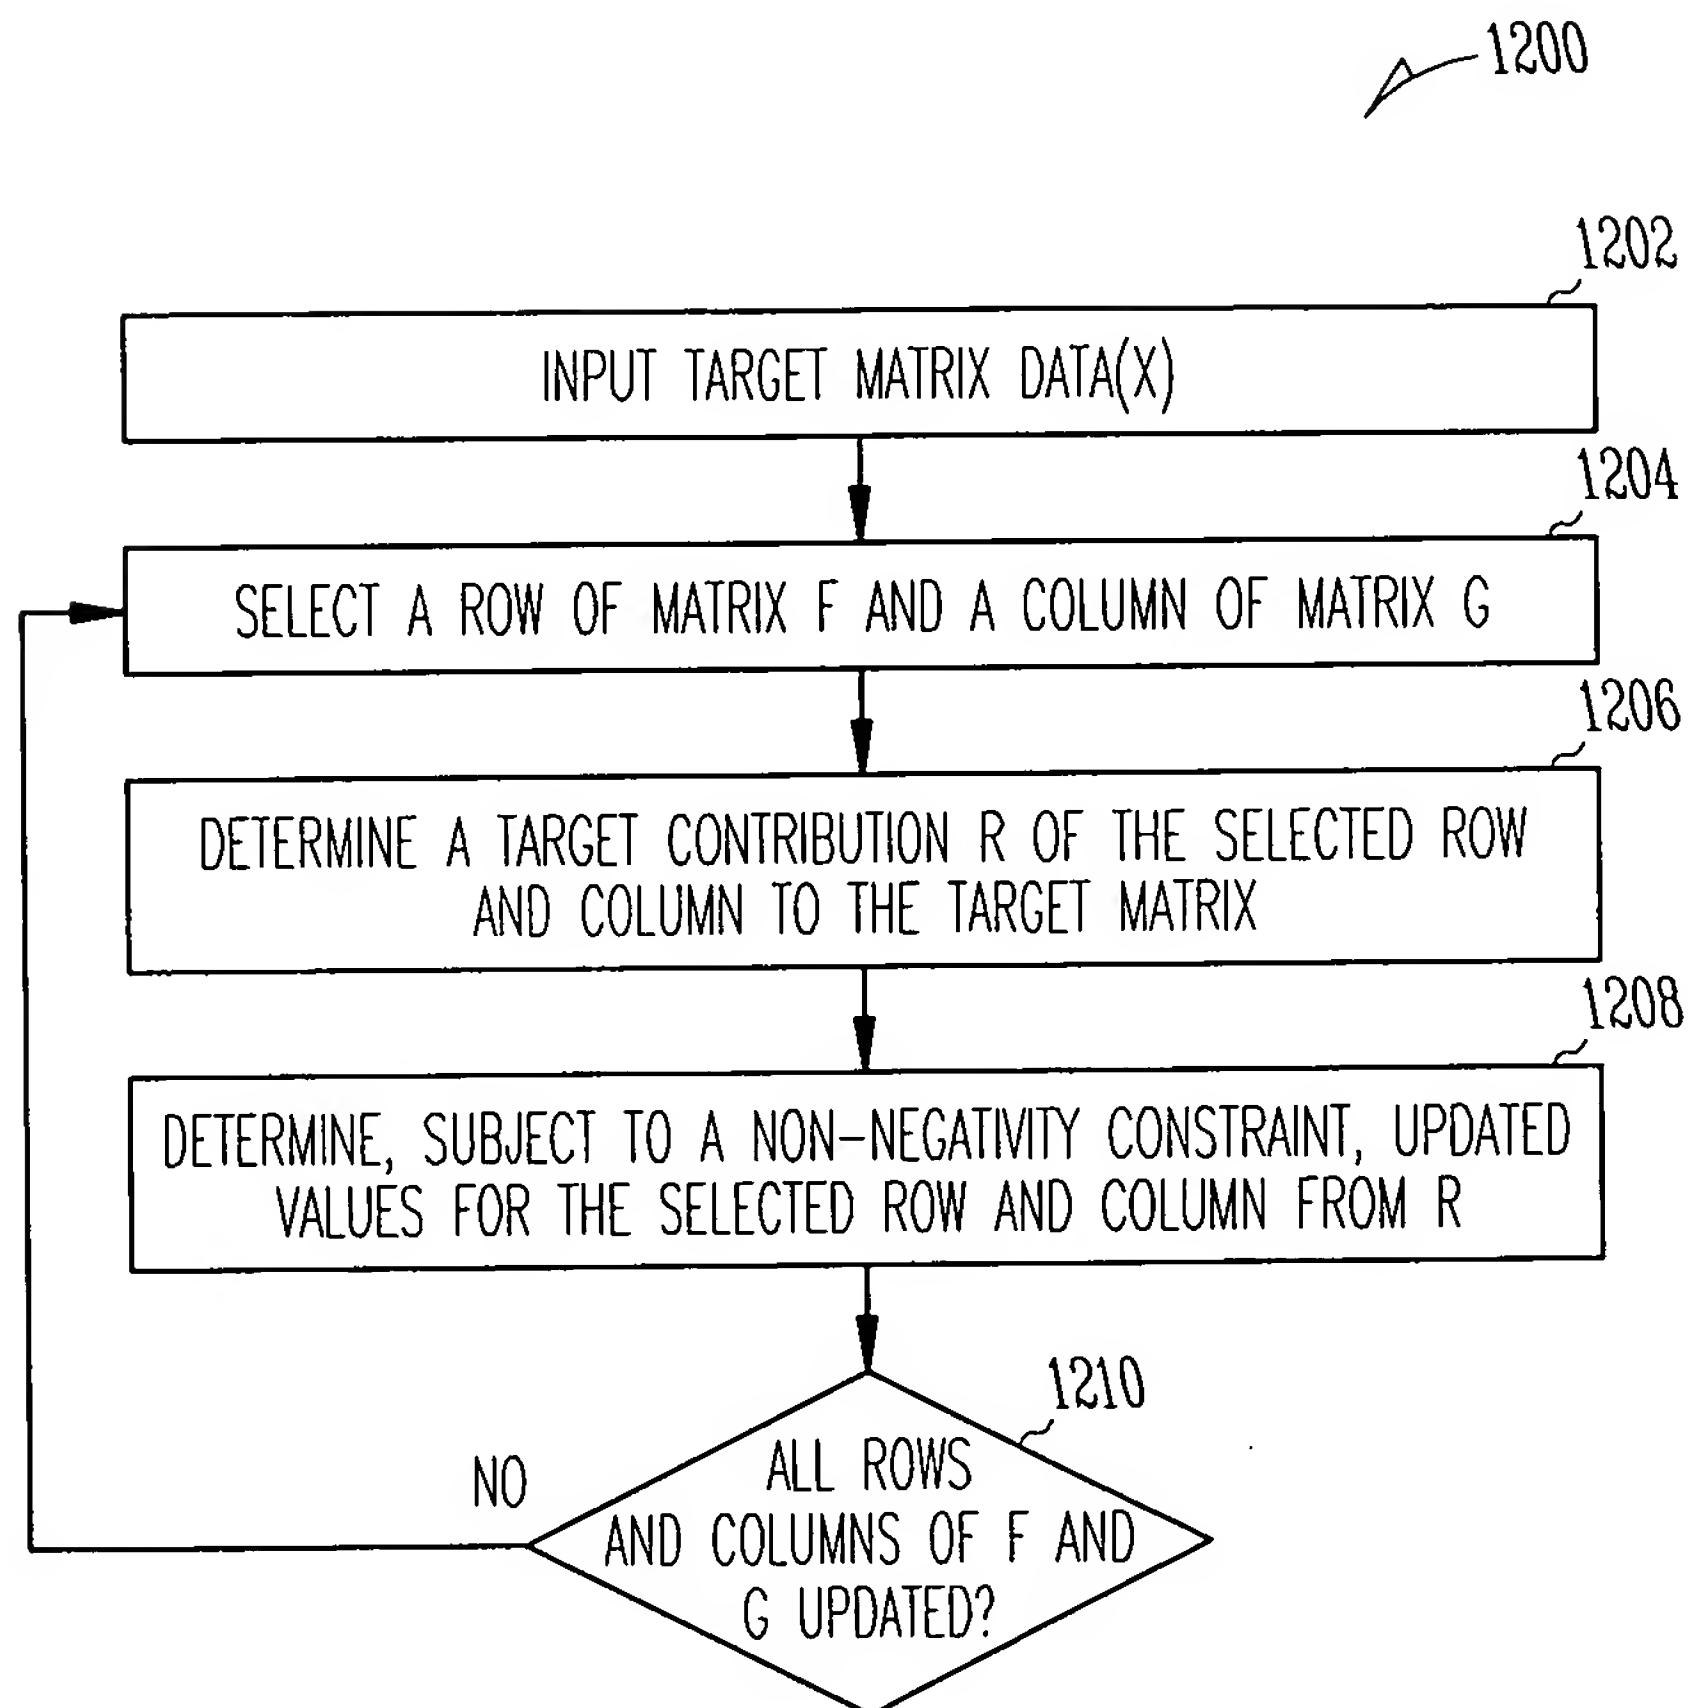 1200
1202
INPUT TARGET MATRIX DATA(X)
1204
SELECT A ROW OF MATRIX F AND A COLUMN OF MATRIX G
1206
DETERMINE A TARGET CONTRIBUTION R OF THE SELECTED ROW
AND COLUMN TO THE TARGET MATRIX
1208
DETERMINE, SUBJECT TO A NON-NEGATIVITY CONSTRAINT, UPDATED
VALUES FOR THE SELECTED ROW AND COLUMN FROM R
1210
NO
ALL ROWS
AND COLUMNS OF F AND
G UPDATED?